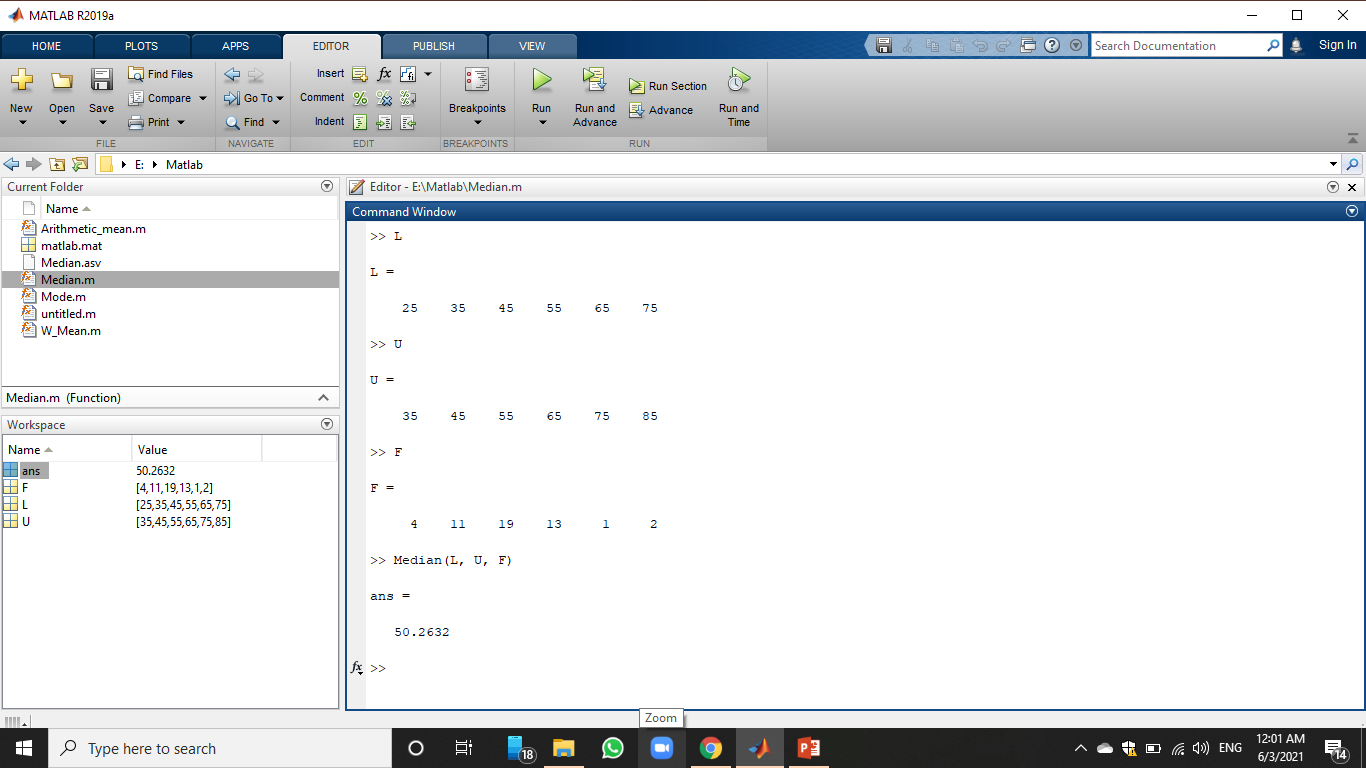 MATLAB R2019a
HOME PLOTS APPS EDITOR PUBLISH VIEW
Search Documentation
Sign In
New
Open
Save
Find Files
Compare
Print
FILE
Go To
Find
NAVIGATE
Insert
fx
Comment
Indent
EDIT
Breakpoints
BREAKPOINTS
Run
Run and
Advance
Run Section
Advance
Run and
Time
RUN
E: Matlab
Current Folder
Name
Arithmetic_mean.m
matlab.mat
Median.asv
Median.m
Mode.m
untitled.m
W_Mean.m
Median.m (Function)
Workspace
Name Value
ans 50.2632
F [4,11,19,13,1,2]
L [25,35,45,55,65,75]
U [35,45,55,65,75,85]
Editor - E:\Matlab\Median.m
Command Window
>> L
L =
25 35 45 55 65 75
>> U
U =
35 45 55 65 75 85
>> F
F =
4 11 19 13 1 2
>> Median(L, U, F)
ans =
50.2632
fx >>
Zoom
Type here to search
18
ENG
12:01 AM
6/3/2021
14